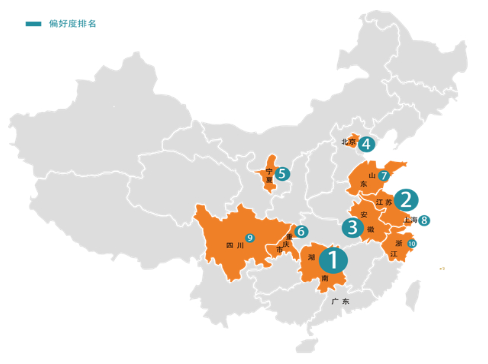 偏好度排名
北京 4
宁夏 5
山东 7
江苏 2
上海 8
安徽 3
重庆市 6
四川 9
浙江 10
湖南 1
广东